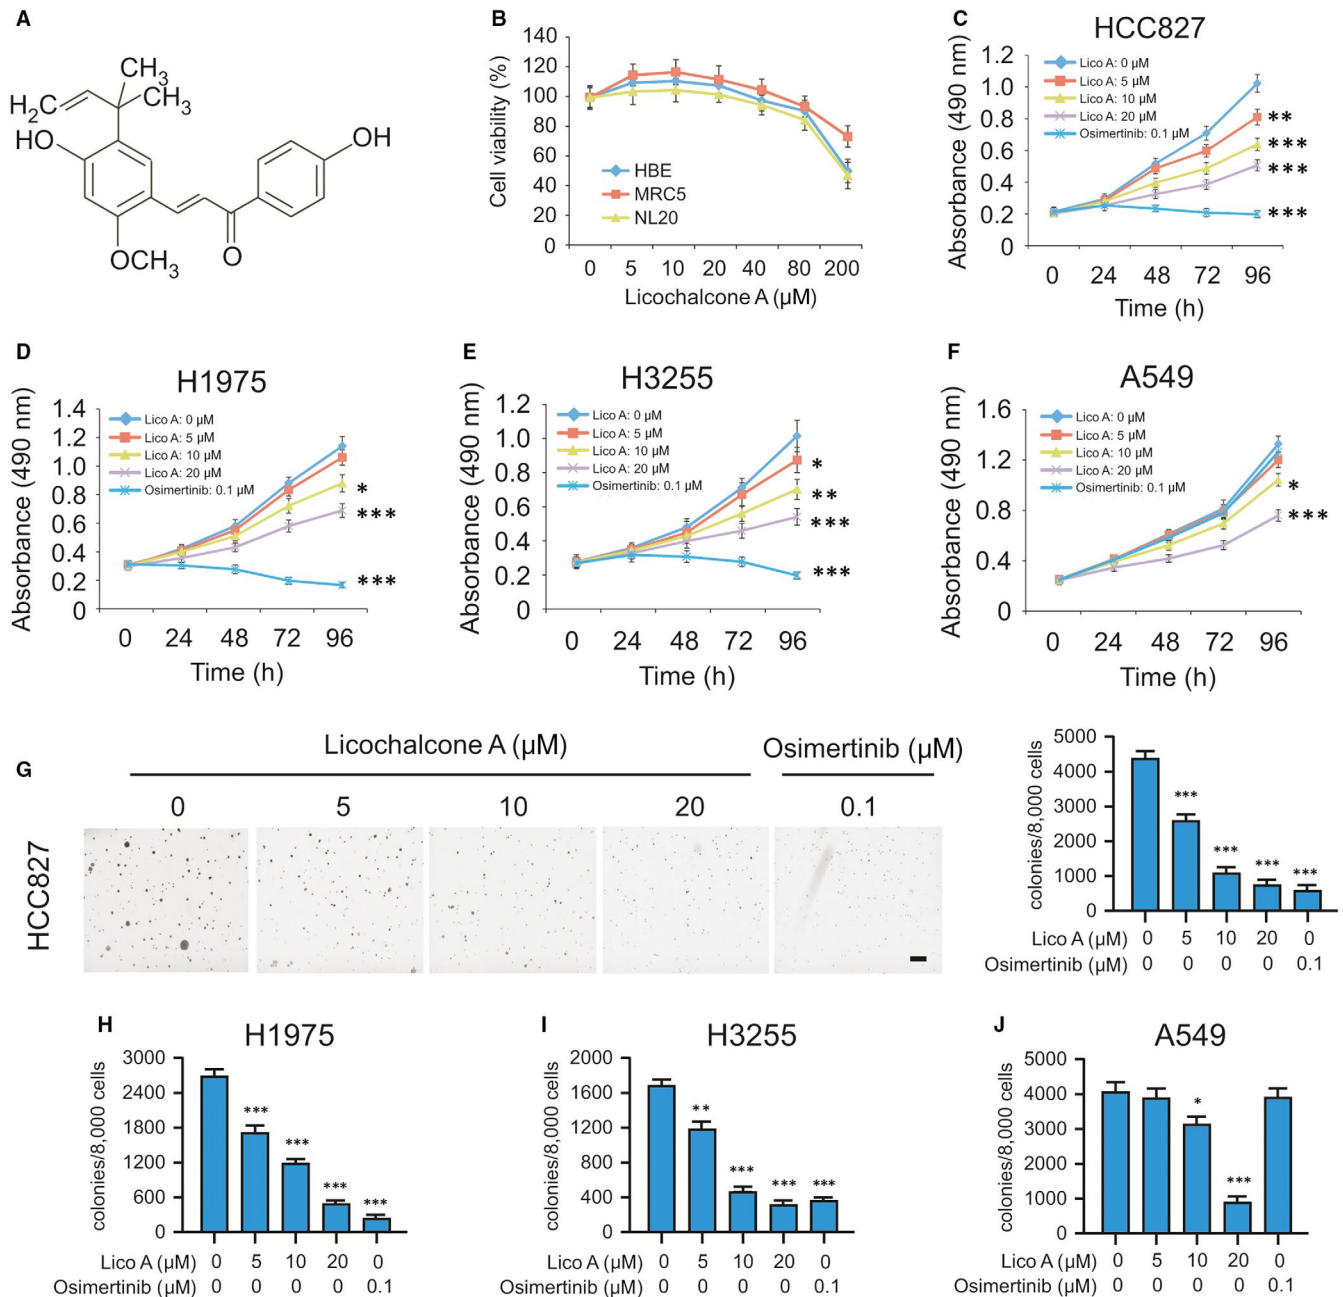 A
CH3
H2C
CH3
HO
OH
OCH3
O
B
Cell viability (%)
140
120
100
80
60
40
20
0
HBE
MRC5
NL20
0 5 10 20 40 80 200
Licochalcone A (μM)
C
HCC827
Absorbance (490 nm)
1.2
1.0
0.8
0.6
0.4
0.2
0
Lico A: 0 μM
Lico A: 5 μM
Lico A: 10 μM
Lico A: 20 μM
Osimertinib: 0.1 μM
**
***
***
***
0 24 48 72 96
Time (h)
D
H1975
Absorbance (490 nm)
1.4
1.2
1.0
0.8
0.6
0.4
0.2
0
Lico A: 0 μM
Lico A: 5 μM
Lico A: 10 μM
Lico A: 20 μM
Osimertinib: 0.1 μM
*
***
***
0 24 48 72 96
Time (h)
E
H3255
Absorbance (490 nm)
1.2
1.0
0.8
0.6
0.4
0.2
0
Lico A: 0 μM
Lico A: 5 μM
Lico A: 10 μM
Lico A: 20 μM
Osimertinib: 0.1 μM
*
**
***
***
0 24 48 72 96
Time (h)
F
A549
Absorbance (490 nm)
1.6
1.2
0.8
0.4
0
Lico A: 0 μM
Lico A: 5 μM
Lico A: 10 μM
Lico A: 20 μM
Osimertinib: 0.1 μM
*
***
0 24 48 72 96
Time (h)
G
Licochalcone A (μM) Osimertinib (μM)
0 5 10 20 0.1
HCC827
colonies/8,000 cells
5000
4000
3000
2000
1000
0
*** *** *** ***
Lico A (μM) 0 5 10 20 0
Osimertinib (μM) 0 0 0 0 0.1
H
H1975
colonies/8,000 cells
3000
2400
1800
1200
600
0
*** *** *** ***
Lico A (μM) 0 5 10 20 0
Osimertinib (μM) 0 0 0 0 0.1
I
H3255
colonies/8,000 cells
2000
1600
1200
800
400
0
** *** *** ***
Lico A (μM) 0 5 10 20 0
Osimertinib (μM) 0 0 0 0 0.1
J
A549
colonies/8,000 cells
5000
4000
3000
2000
1000
0
* ***
Lico A (μM) 0 5 10 20 0
Osimertinib (μM) 0 0 0 0 0.1